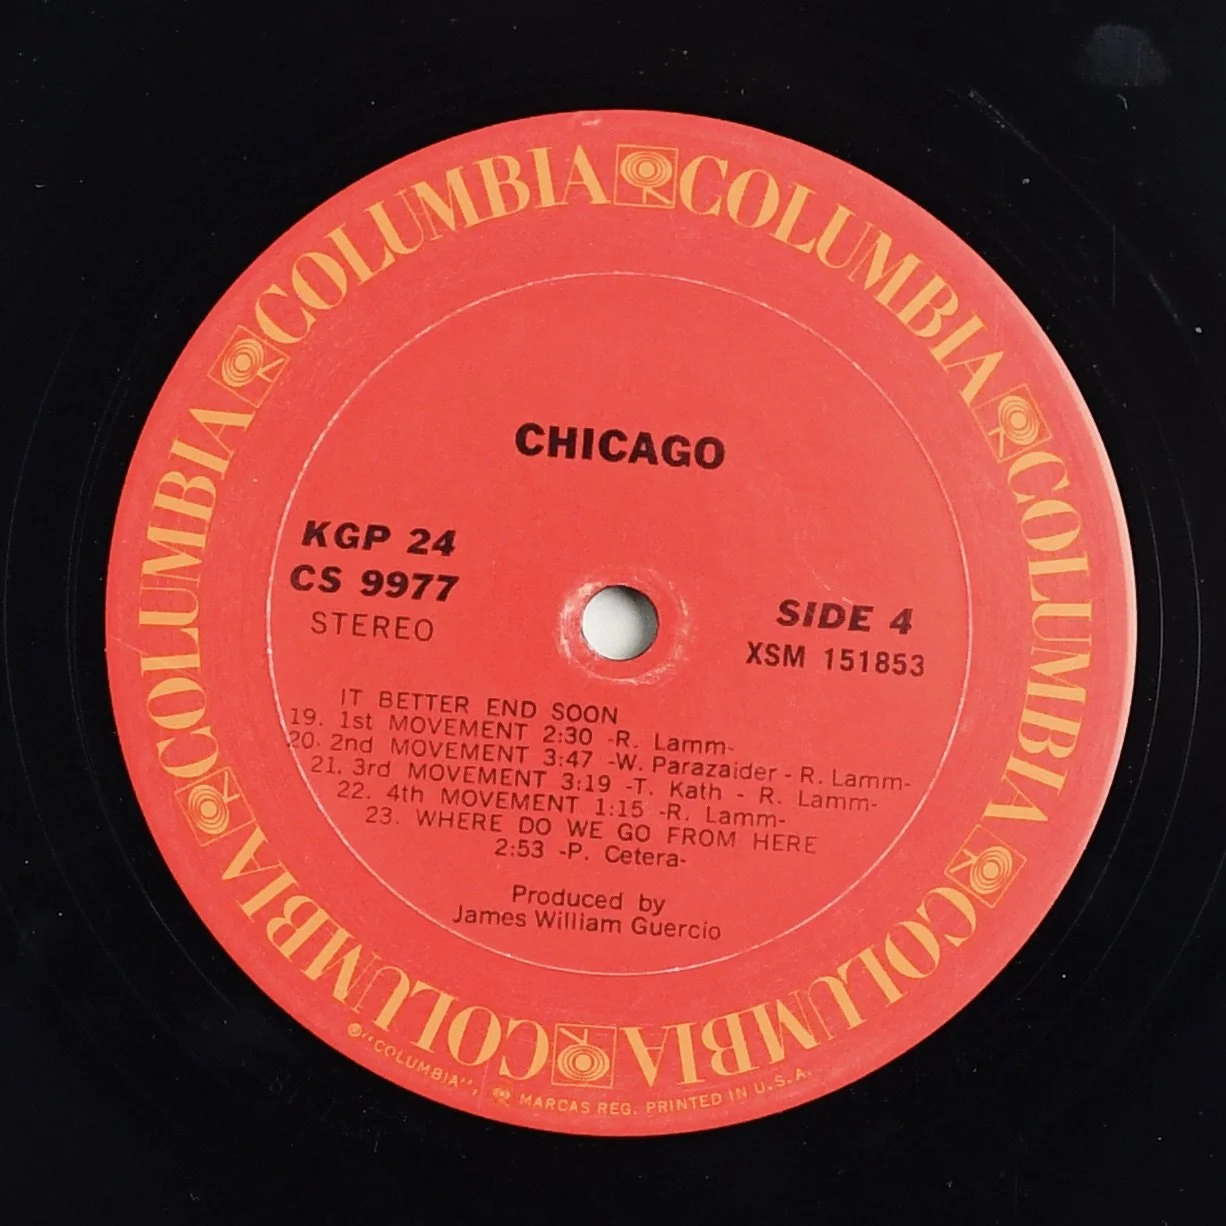 COLUMBIA COLUMBIA COLUMBIA COLUMBIA COLUMBIA COLUMBIA
CHICAGO
KGP 24
CS 9977
STEREO
SIDE 4
XSM 151853
IT BETTER END SOON
19. 1st MOVEMENT 2:30 -R. Lamm-
20. 2nd MOVEMENT 3:47 -W. Parazaider - R. Lamm-
21. 3rd MOVEMENT 3:19 -T. Kath - R. Lamm-
22. 4th MOVEMENT 1:15 -R. Lamm-
23. WHERE DO WE GO FROM HERE
2:53 -P. Cetera-
Produced by
James William Guercio
® "COLUMBIA", MARCAS REG. PRINTED IN U.S.A.